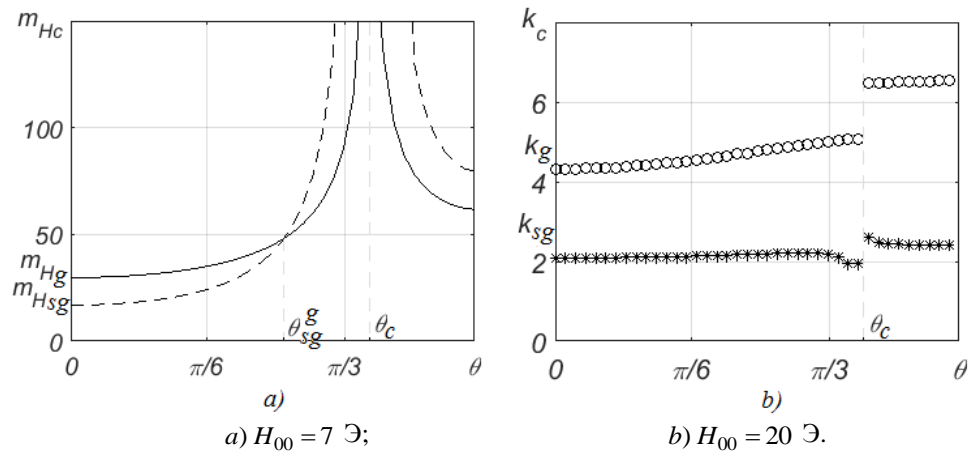 m_Hc
100
50
m_Hg
m_Hsg
0
0 π/6 π/3 θ
θ_sg^g θ_c
a)
k_c
6
k_g
4
k_sg
2
0
θ_c
0 π/6 π/3 θ
b)
a) H_00 = 7 Э;
b) H_00 = 20 Э.